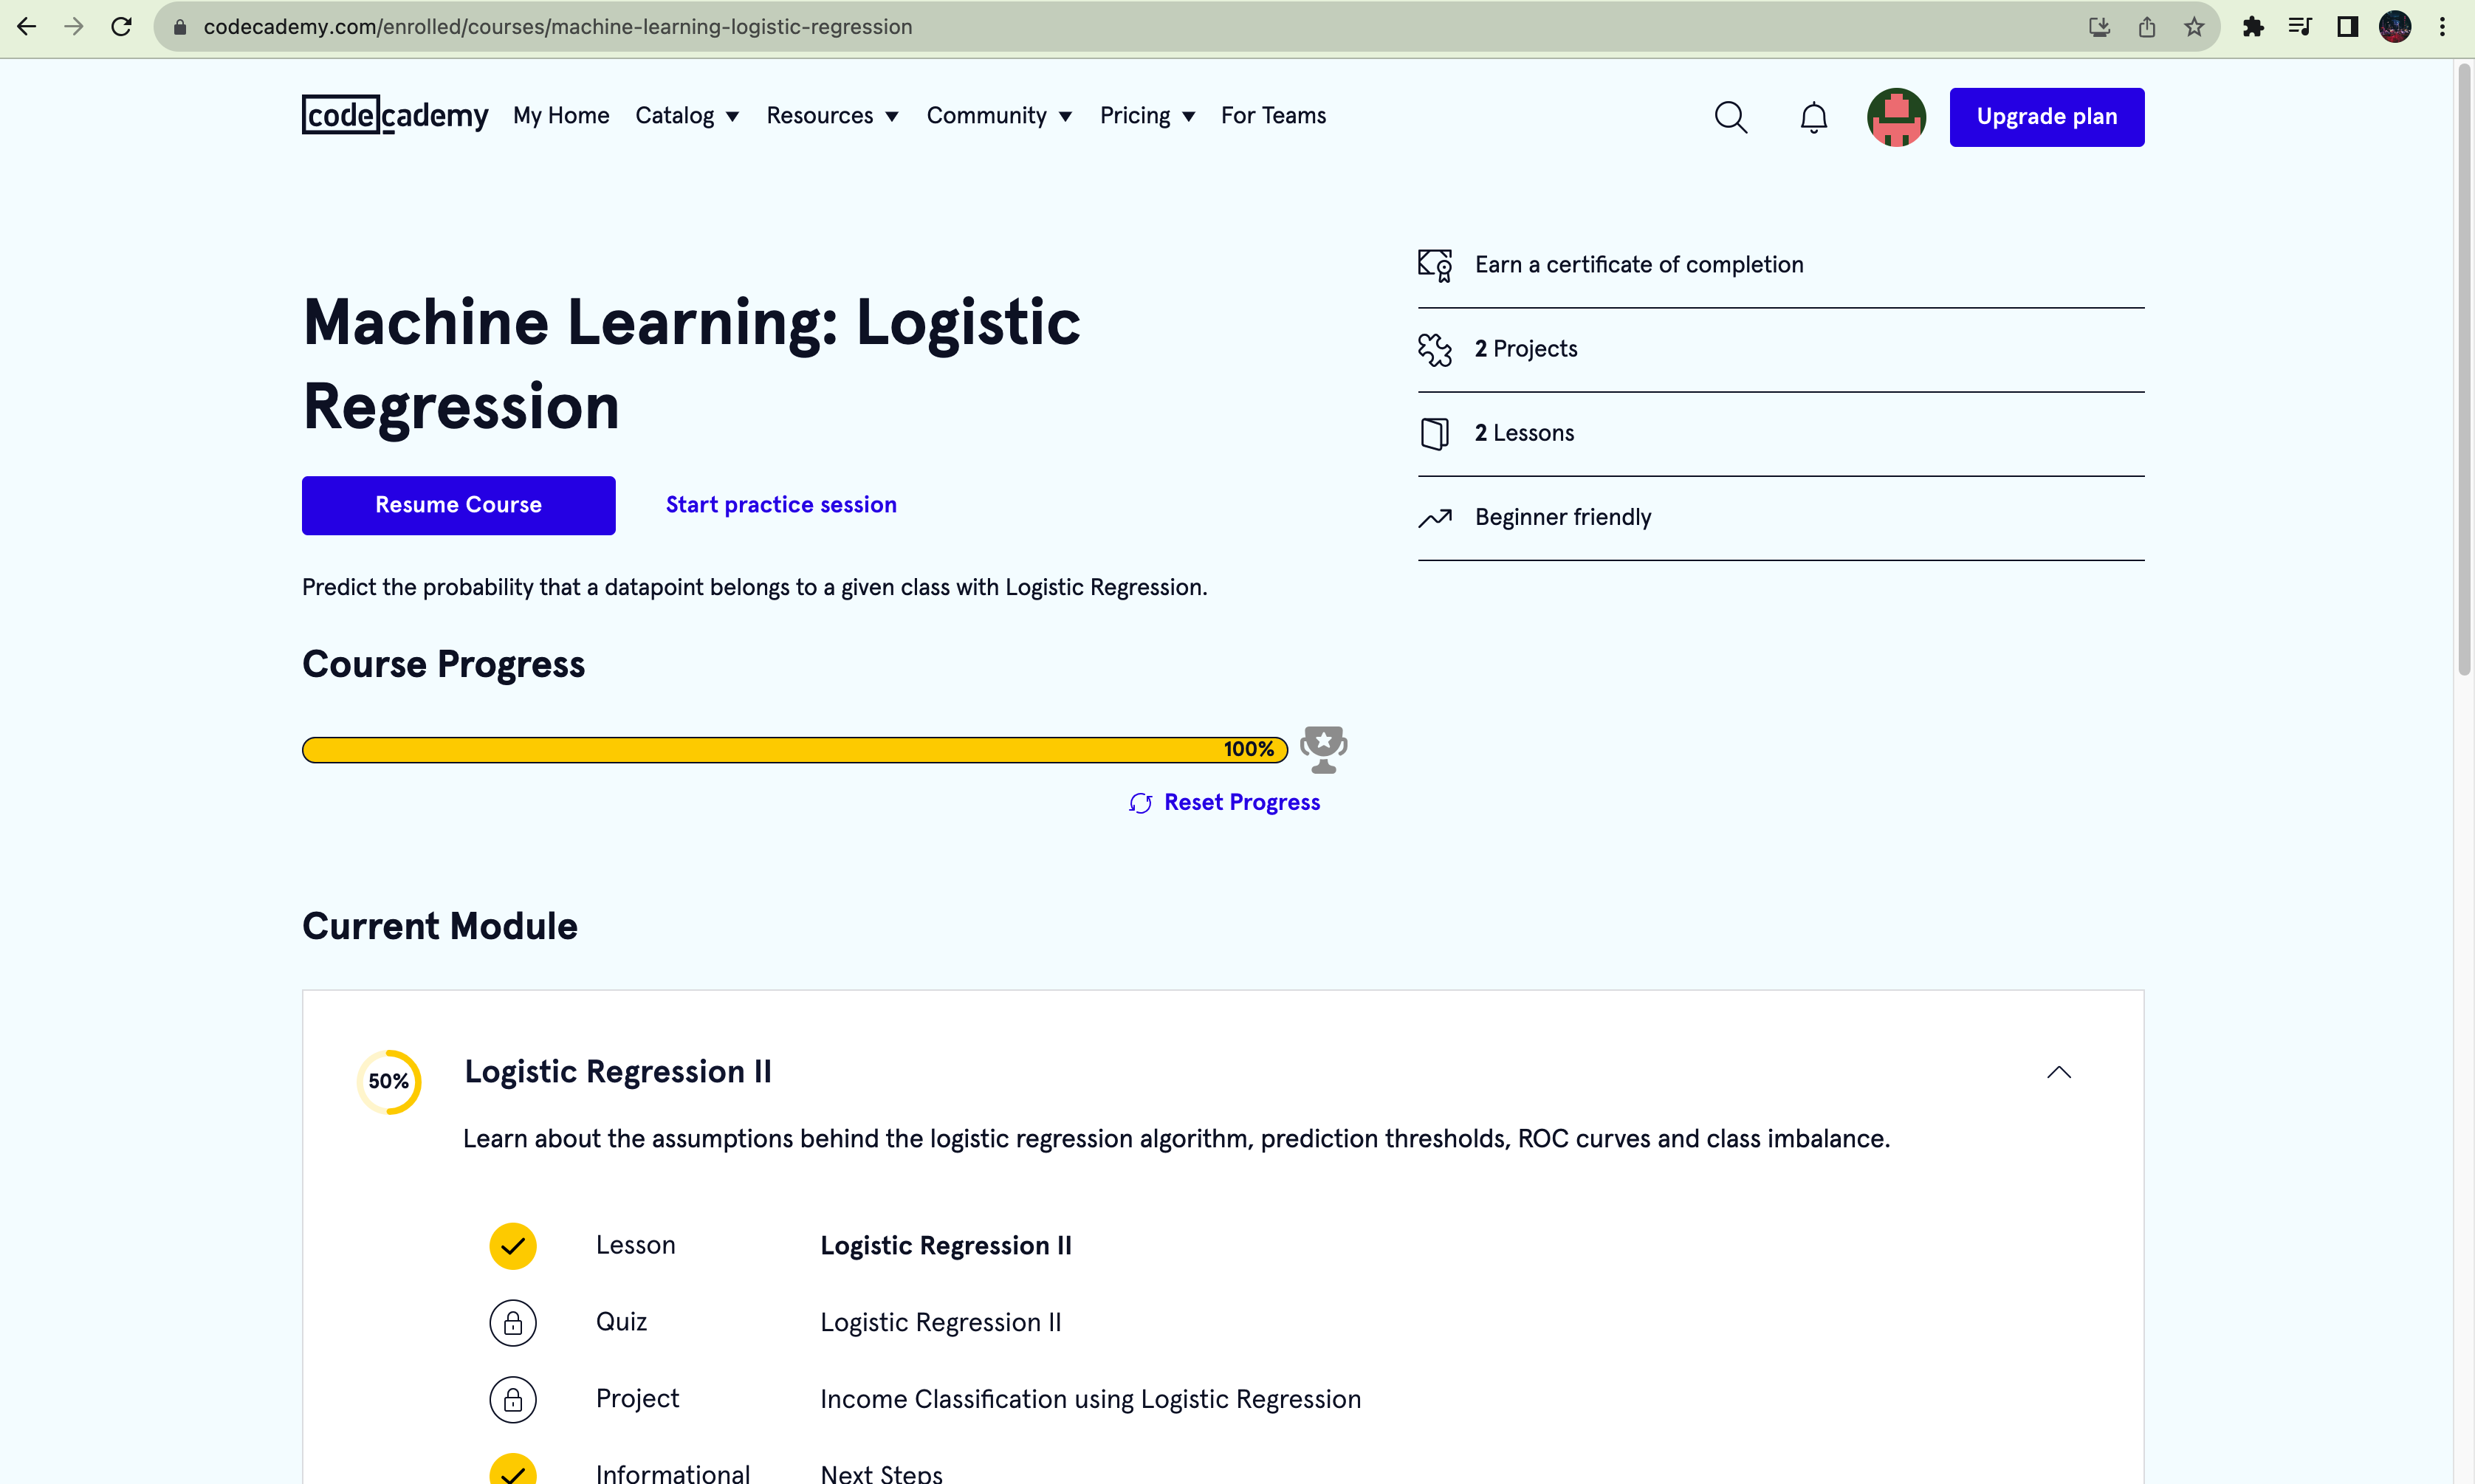 codecademy.com/enrolled/courses/machine-learning-logistic-regression
codecademy My Home Catalog Resources Community Pricing For Teams Upgrade plan
Machine Learning: Logistic
Regression
Resume Course Start practice session
Predict the probability that a datapoint belongs to a given class with Logistic Regression.
Earn a certificate of completion
2 Projects
2 Lessons
Beginner friendly
Course Progress
100%
Reset Progress
Current Module
50% Logistic Regression II
Learn about the assumptions behind the logistic regression algorithm, prediction thresholds, ROC curves and class imbalance.
Lesson Logistic Regression II
Quiz Logistic Regression II
Project Income Classification using Logistic Regression
Informational Next Steps